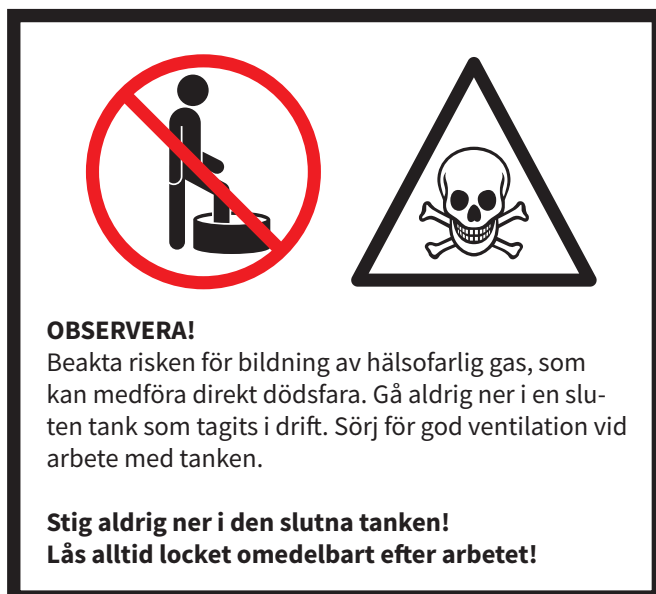 OBSERVERA!
Beakta risken för bildning av hälsofarlig gas, som
kan medföra direkt dödsfara. Gå aldrig ner i en slu-
ten tank som tagits i drift. Sörj för god ventilation vid
arbete med tanken.
Stig aldrig ner i den slutna tanken!
Lås alltid locket omedelbart efter arbetet!